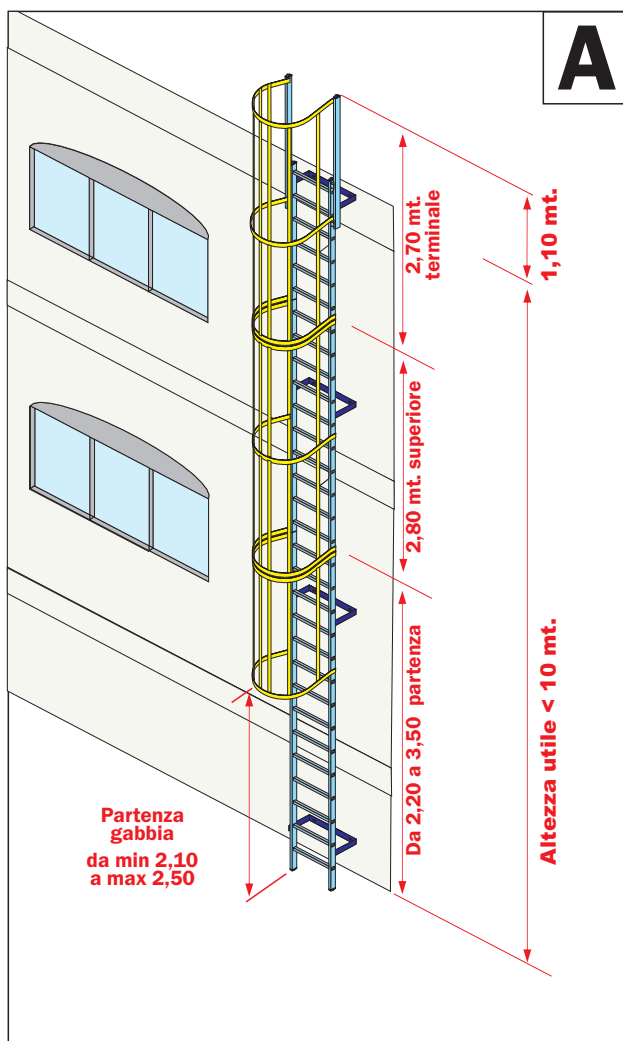 A
2,70 mt.
terminale
1,10 mt.
2,80 mt. superiore
Da 2,20 a 3,50 partenza
Altezza utile < 10 mt.
Partenza
gabbia
da min 2,10
a max 2,50